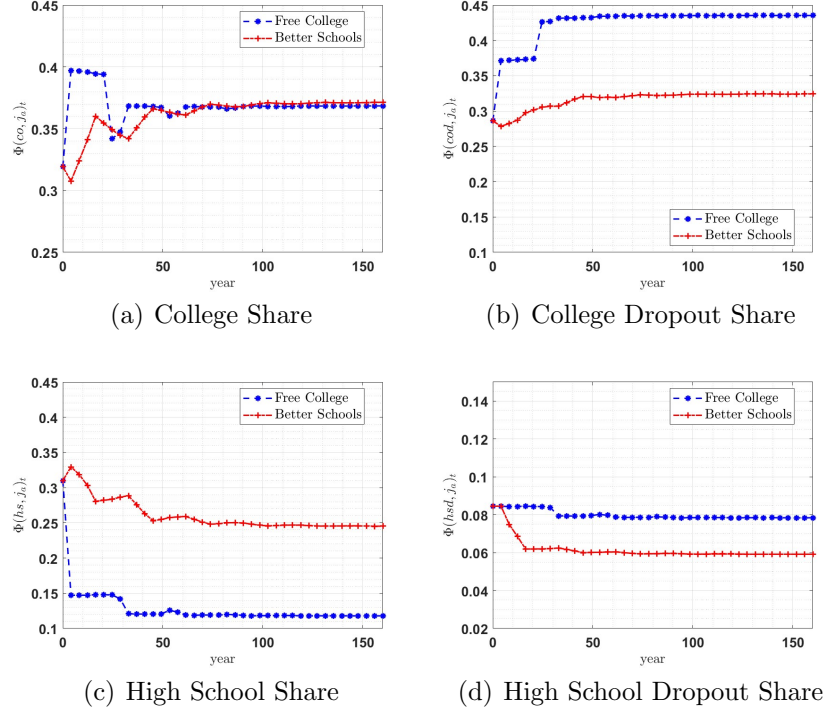 0.45
0.4
0.35
0.3
0.25
Φ(co, j_a)_t
Free College
Better Schools
0 50 100 150
year
(a) College Share
0.45
0.4
0.35
0.3
0.25
0.2
0.15
0.1
Φ(cod, j_a)_t
Free College
Better Schools
0 50 100 150
year
(b) College Dropout Share
0.45
0.4
0.35
0.3
0.25
0.2
0.15
0.1
Φ(hs, j_a)_t
Free College
Better Schools
0 50 100 150
year
(c) High School Share
0.14
0.12
0.1
0.08
0.06
0.04
0.02
Φ(hsd, j_a)_t
Free College
Better Schools
0 50 100 150
year
(d) High School Dropout Share